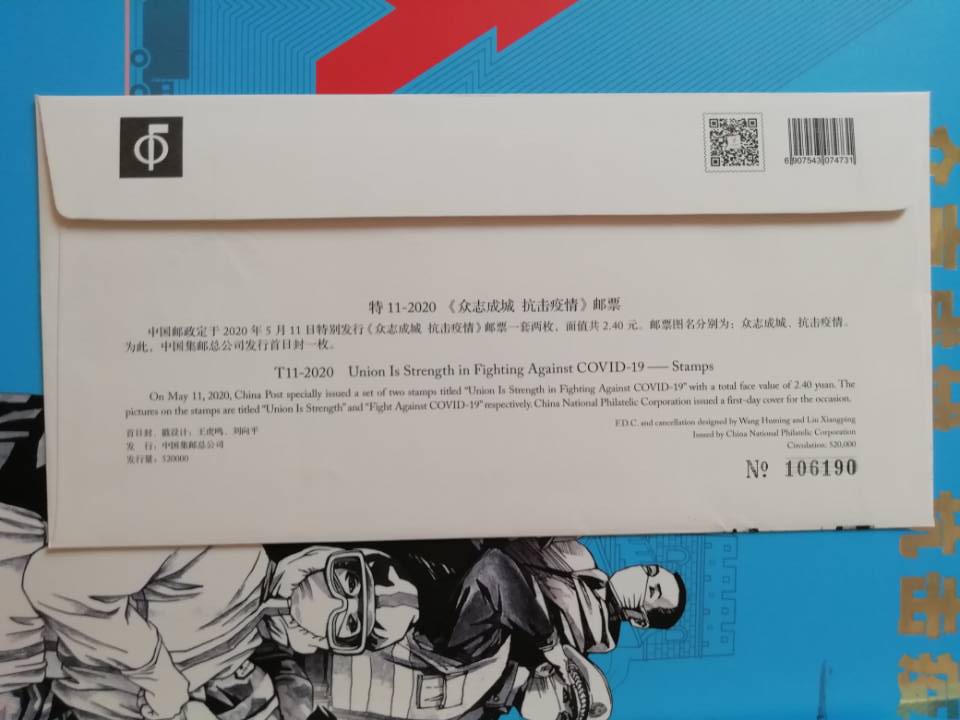 6907543074731
特 11-2020 《众志成城 抗击疫情》邮票
中国邮政定于 2020 年 5 月 11 日特别发行《众志成城 抗击疫情》邮票一套两枚，面值共 2.40 元。邮票图名分别为：众志成城、抗击疫情。
为此，中国集邮总公司发行首日封一枚。
T11-2020 Union Is Strength in Fighting Against COVID-19 —— Stamps
On May 11, 2020, China Post specially issued a set of two stamps titled "Union Is Strength in Fighting Against COVID-19" with a total face value of 2.40 yuan. The
pictures on the stamps are titled "Union Is Strength" and "Fight Against COVID-19" respectively. China National Philatelic Corporation issued a first-day cover for the occasion.
首日封、戳设计：王虎鸣、刘向平
发 行：中国集邮总公司
发行量：520000
F.D.C. and cancellation designed by Wang Huming and Liu Xiangping
Issued by China National Philatelic Corporation
Circulation: 520,000
№ 106190
众志成城 抗击疫